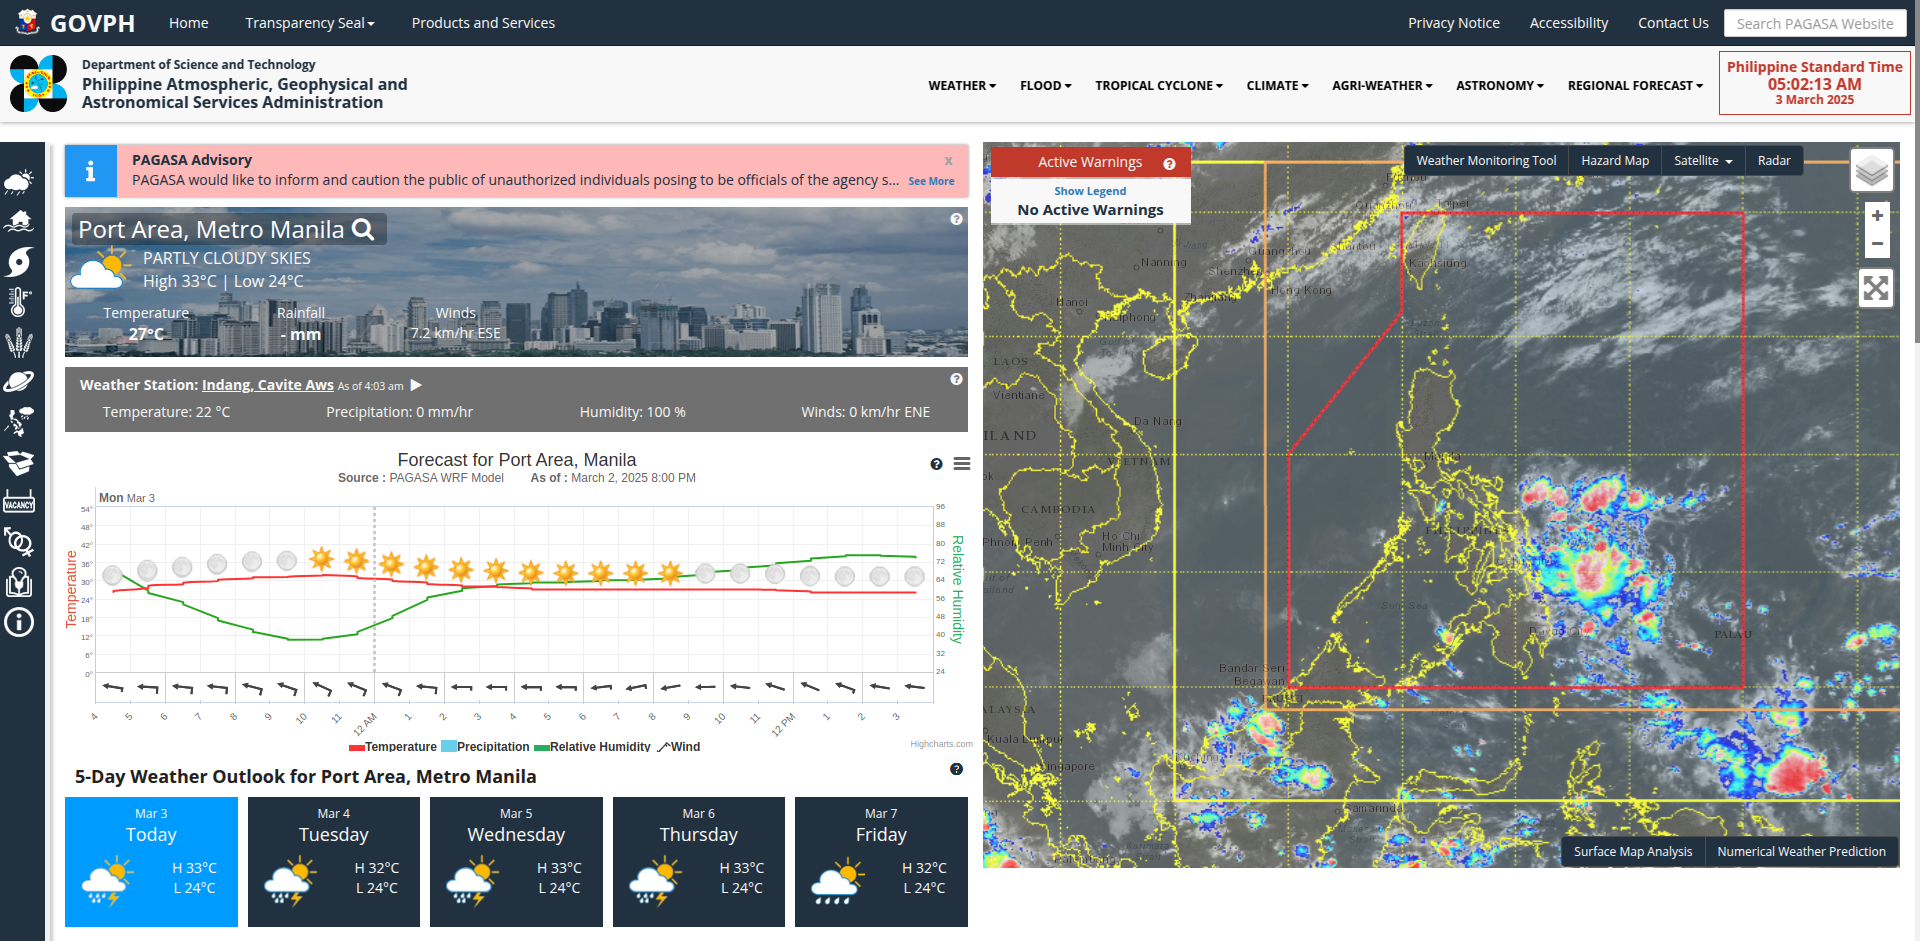 GOVPH
Home
Transparency Seal
Products and Services
Privacy Notice
Accessibility
Contact Us
Search PAGASA Website
Department of Science and Technology
Philippine Atmospheric, Geophysical and
Astronomical Services Administration
WEATHER
FLOOD
TROPICAL CYCLONE
CLIMATE
AGRI-WEATHER
ASTRONOMY
REGIONAL FORECAST
Philippine Standard Time
05:02:13 AM
3 March 2025
PAGASA Advisory
x
PAGASA would like to inform and caution the public of unauthorized individuals posing to be officials of the agency s... See More
Port Area, Metro Manila
PARTLY CLOUDY SKIES
High 33°C | Low 24°C
Temperature
Rainfall
Winds
27°C
- mm
7.2 km/hr ESE
Weather Station: Indang, Cavite Aws As of 4:03 am
Temperature: 22 °C
Precipitation: 0 mm/hr
Humidity: 100 %
Winds: 0 km/hr ENE
Forecast for Port Area, Manila
Source : PAGASA WRF Model As of : March 2, 2025 8:00 PM
Mon Mar 3
Temperature
54°
48°
42°
36°
30°
24°
18°
12°
6°
0°
Relative Humidity
96
88
80
72
64
56
48
40
32
24
4 5 6 7 8 9 10 11 12 AM 1 2 3 4 5 6 7 8 9 10 11 12 PM 1 2 3
Temperature Precipitation Relative Humidity Wind
Highcharts.com
5-Day Weather Outlook for Port Area, Metro Manila
Mar 3
Today
H 33°C
L 24°C
Mar 4
Tuesday
H 32°C
L 24°C
Mar 5
Wednesday
H 33°C
L 24°C
Mar 6
Thursday
H 33°C
L 24°C
Mar 7
Friday
H 32°C
L 24°C
VACANCY
Active Warnings
Show Legend
No Active Warnings
Weather Monitoring Tool
Hazard Map
Satellite
Radar
+
−
Taipei
Guangzhou
Shantou
Nanning
Shenzhen
Kaohsiung
Hong Kong
Zhanjiang
Hanoi
Haiphong
LAOS
Vientiane
Da Nang
ILAND
VIETNAM
Manila
CAMBODIA
Phnom Penh
Ho Chi
Minh City
PALAU
Bandar Seri
Begawan
ALAYSIA
Kuala Lumpur
Kuching
Singapore
Samarinda
Surface Map Analysis
Numerical Weather Prediction